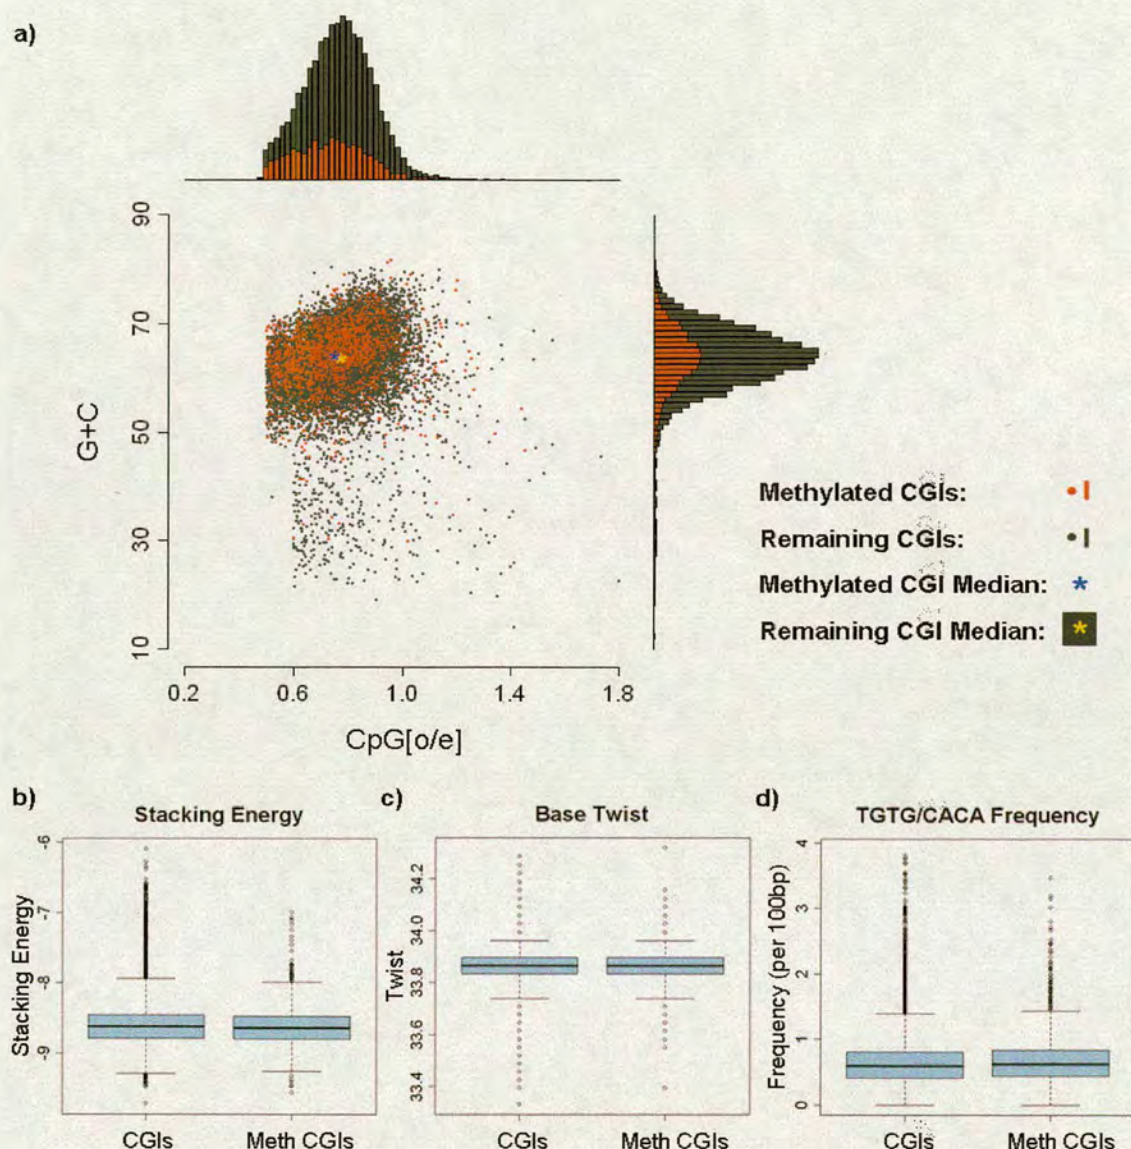 a)
90
70
50
30
10
G+C
0.2 0.6 1.0 1.4 1.8
CpG[o/e]
Methylated CGIs:
Remaining CGIs:
Methylated CGI Median: *
Remaining CGI Median: *
b)
Stacking Energy
-6
-7
-8
-9
Stacking Energy
CGIs Meth CGIs
c)
Base Twist
34.2
34.0
33.8
33.6
33.4
Twist
CGIs Meth CGIs
d)
TGTG/CACA Frequency
4
3
2
1
0
Frequency (per 100bp)
CGIs Meth CGIs